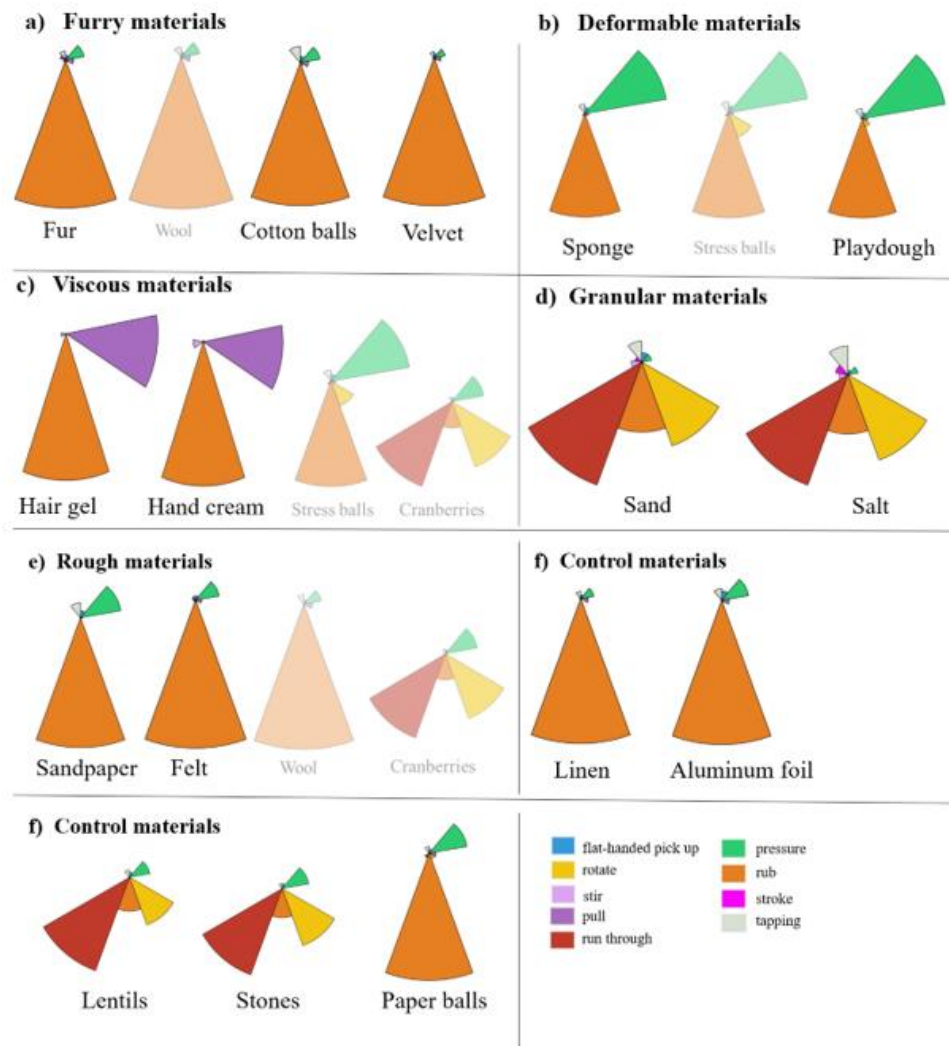 a) Furry materials
b) Deformable materials
Fur
Wool
Cotton balls
Velvet
Sponge
Stress balls
Playdough
c) Viscous materials
d) Granular materials
Hair gel
Hand cream
Stress balls
Cranberries
Sand
Salt
e) Rough materials
f) Control materials
Sandpaper
Felt
Wool
Cranberries
Linen
Aluminum foil
f) Control materials
flat-handed pick up
rotate
stir
pull
run through
pressure
rub
stroke
tapping
Lentils
Stones
Paper balls